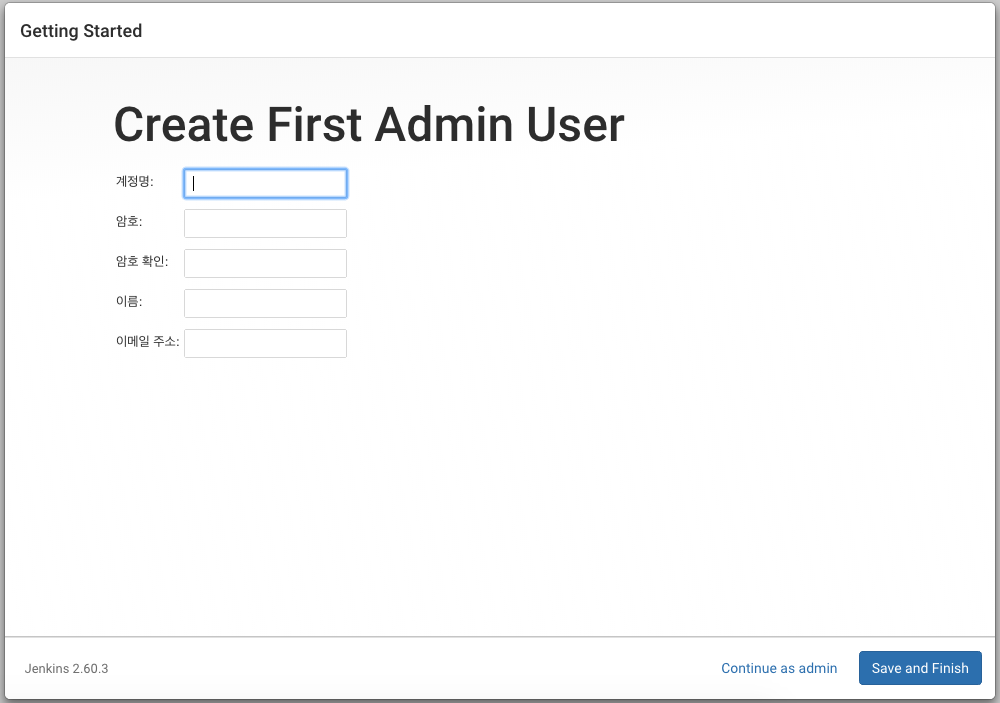 Getting Started
Create First Admin User
계정명:
암호:
암호 확인:
이름:
이메일 주소:
Jenkins 2.60.3
Continue as admin
Save and Finish